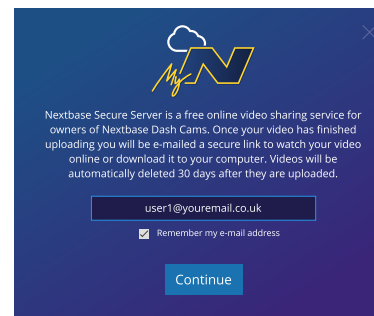 My N
Nextbase Secure Server is a free online video sharing service for
owners of Nextbase Dash Cams. Once your video has finished
uploading you will be e-mailed a secure link to watch your video
online or download it to your computer. Videos will be
automatically deleted 30 days after they are uploaded.
user1@youremail.co.uk
Remember my e-mail address
Continue